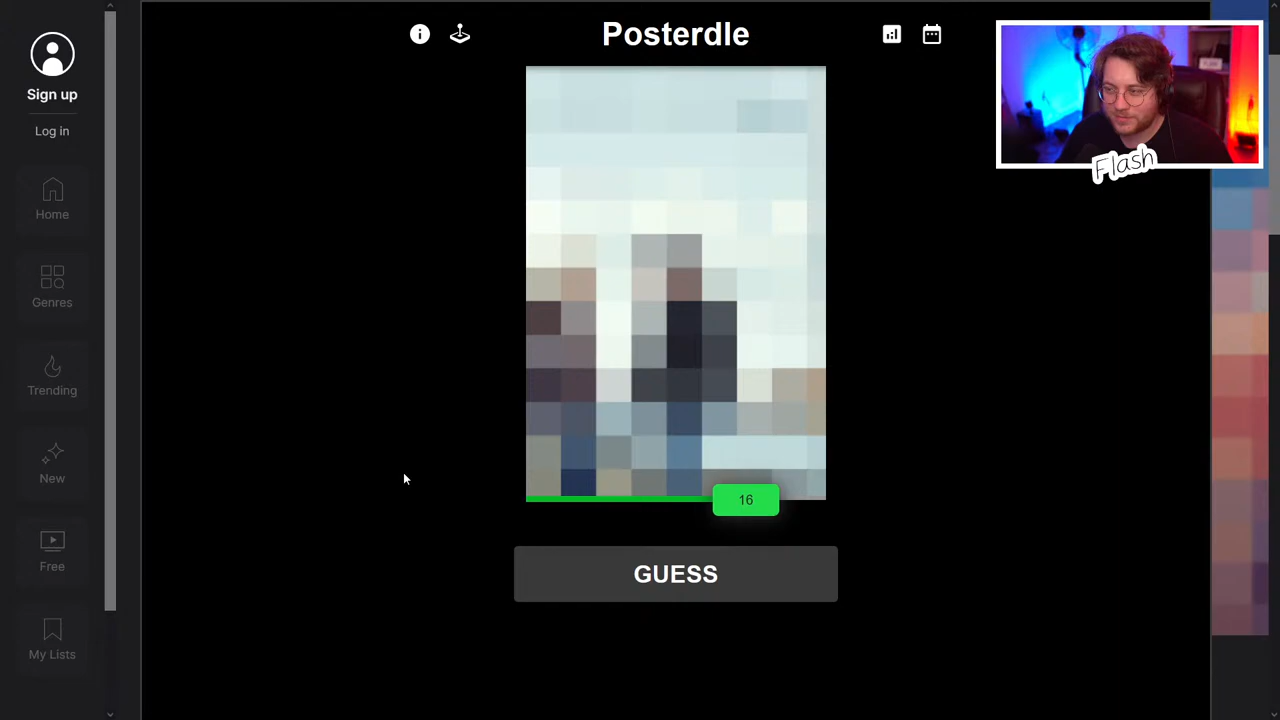 Posterdle
Sign up
Log in
Home
Genres
Trending
New
Free
My Lists
16
GUESS
Flash